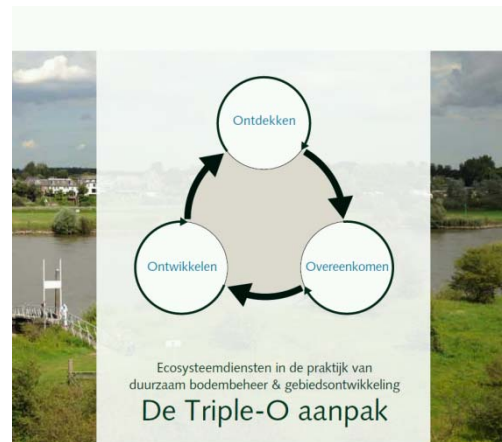 Ontdekken
Ontwikkelen
Overeenkomen
Ecosysteemdiensten in de praktijk van
duurzaam bodembeheer & gebiedsontwikkeling
De Triple-O aanpak